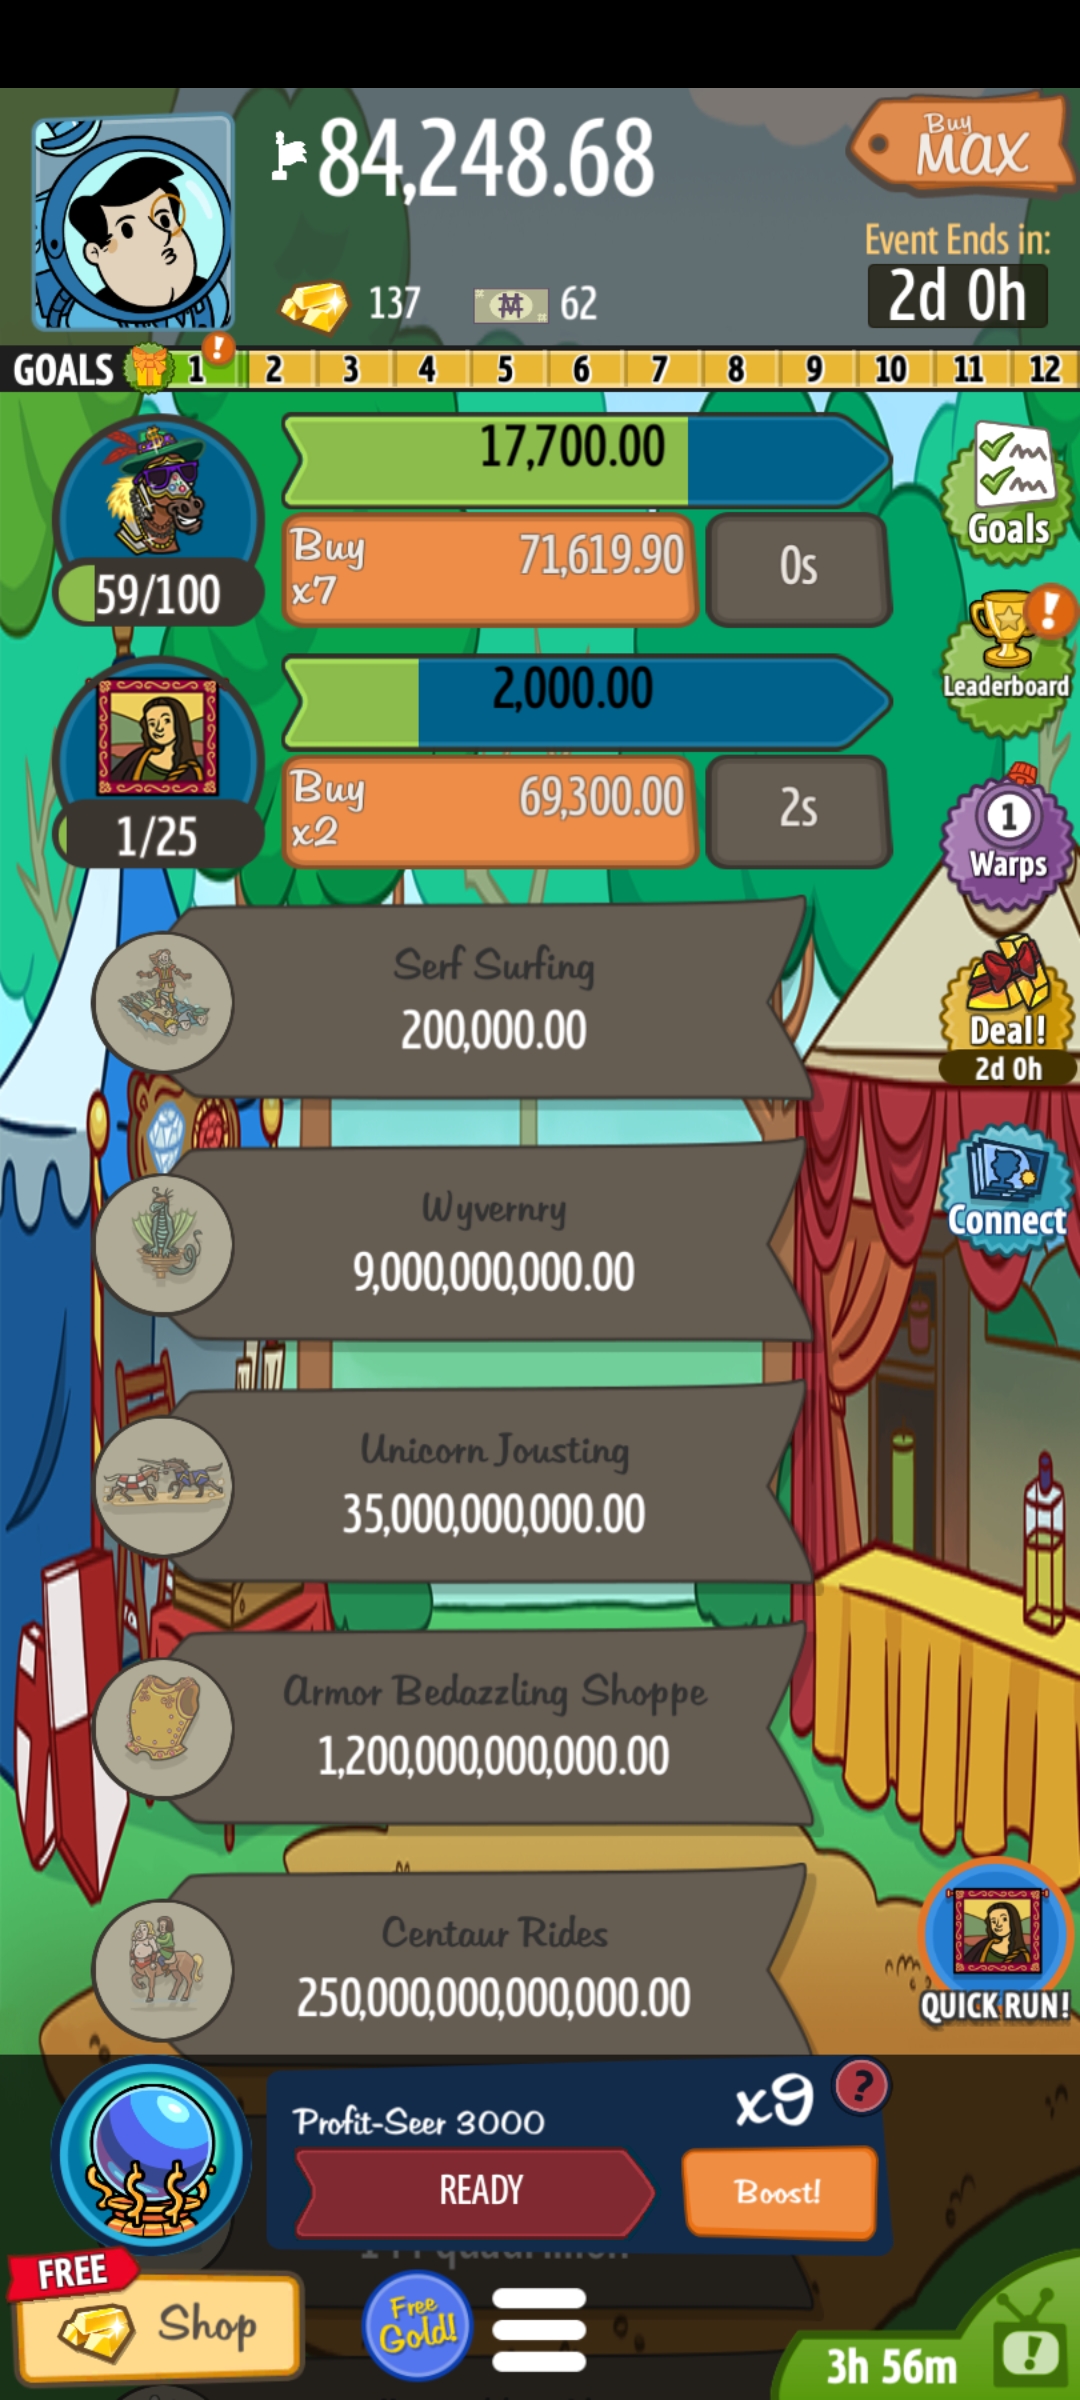 84,248.68
Buy
MAX
Event Ends in:
2d 0h
137
62
GOALS 1 ! 2 3 4 5 6 7 8 9 10 11 12
17,700.00
Buy
x7
71,619.90
0s
59/100
Goals
2,000.00
Buy
x2
69,300.00
2s
1/25
!
Leaderboard
1
Warps
Serf Surfing
200,000.00
Deal!
2d 0h
Wyvernry
9,000,000,000.00
Connect
Unicorn Jousting
35,000,000,000.00
Armor Bedazzling Shoppe
1,200,000,000,000.00
Centaur Rides
250,000,000,000,000.00
QUICK RUN!
Profit-Seer 3000
x9
?
READY
Boost!
FREE
Shop
Free
Gold!
3h 56m
!